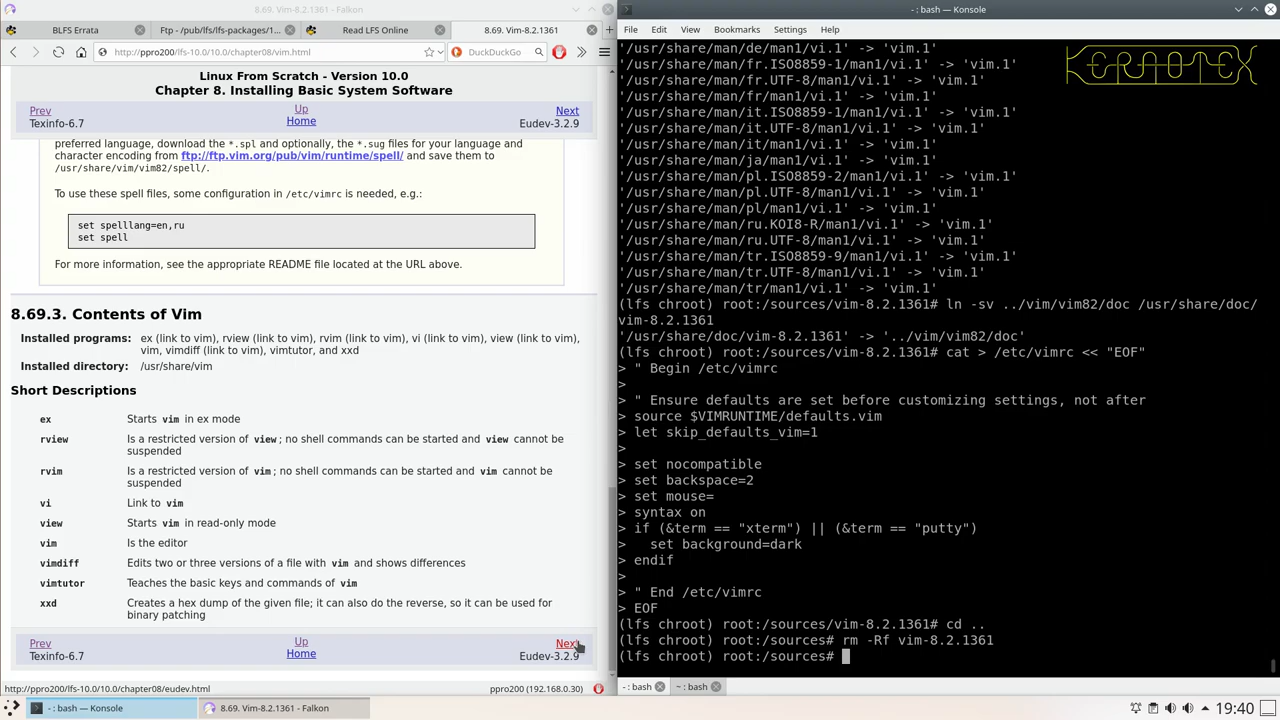 8.69. Vim-8.2.1361 - Falkon
BLFS Errata
Ftp - /pub/lfs/lfs-packages/1...
Read LFS Online
8.69. Vim-8.2.1361
http://ppro200/lfs-10.0/10.0/chapter08/vim.html
DuckDuckGo
Linux From Scratch - Version 10.0
Chapter 8. Installing Basic System Software
Prev
Up
Next
Texinfo-6.7
Home
Eudev-3.2.9
preferred language, download the *.spl and optionally, the *.sug files for your language and
character encoding from ftp://ftp.vim.org/pub/vim/runtime/spell/ and save them to
/usr/share/vim/vim82/spell/.
To use these spell files, some configuration in /etc/vimrc is needed, e.g.:
set spelllang=en,ru
set spell
For more information, see the appropriate README file located at the URL above.
8.69.3. Contents of Vim
Installed programs: ex (link to vim), rview (link to vim), rvim (link to vim), vi (link to vim), view (link to vim),
vim, vimdiff (link to vim), vimtutor, and xxd
Installed directory: /usr/share/vim
Short Descriptions
ex Starts vim in ex mode
rview Is a restricted version of view; no shell commands can be started and view cannot be
suspended
rvim Is a restricted version of vim; no shell commands can be started and vim cannot be
suspended
vi Link to vim
view Starts vim in read-only mode
vim Is the editor
vimdiff Edits two or three versions of a file with vim and shows differences
vimtutor Teaches the basic keys and commands of vim
xxd Creates a hex dump of the given file; it can also do the reverse, so it can be used for
binary patching
Prev
Up
Next
Texinfo-6.7
Home
Eudev-3.2.9
http://ppro200/lfs-10.0/10.0/chapter08/eudev.html
ppro200 (192.168.0.30)
- : bash — Konsole
File Edit View Bookmarks Settings Help
KERAOTEX
'/usr/share/man/de/man1/vi.1' -> 'vim.1'
'/usr/share/man/fr.ISO8859-1/man1/vi.1' -> 'vim.1'
'/usr/share/man/fr.UTF-8/man1/vi.1' -> 'vim.1'
'/usr/share/man/fr/man1/vi.1' -> 'vim.1'
'/usr/share/man/it.ISO8859-1/man1/vi.1' -> 'vim.1'
'/usr/share/man/it.UTF-8/man1/vi.1' -> 'vim.1'
'/usr/share/man/it/man1/vi.1' -> 'vim.1'
'/usr/share/man/ja/man1/vi.1' -> 'vim.1'
'/usr/share/man/pl.ISO8859-2/man1/vi.1' -> 'vim.1'
'/usr/share/man/pl.UTF-8/man1/vi.1' -> 'vim.1'
'/usr/share/man/pl/man1/vi.1' -> 'vim.1'
'/usr/share/man/ru.KOI8-R/man1/vi.1' -> 'vim.1'
'/usr/share/man/ru.UTF-8/man1/vi.1' -> 'vim.1'
'/usr/share/man/tr.ISO8859-9/man1/vi.1' -> 'vim.1'
'/usr/share/man/tr.UTF-8/man1/vi.1' -> 'vim.1'
'/usr/share/man/tr/man1/vi.1' -> 'vim.1'
(lfs chroot) root:/sources/vim-8.2.1361# ln -sv ../vim/vim82/doc /usr/share/doc/
vim-8.2.1361
'/usr/share/doc/vim-8.2.1361' -> '../vim/vim82/doc'
(lfs chroot) root:/sources/vim-8.2.1361# cat > /etc/vimrc << "EOF"
> " Begin /etc/vimrc
>
> " Ensure defaults are set before customizing settings, not after
> source $VIMRUNTIME/defaults.vim
> let skip_defaults_vim=1
>
> set nocompatible
> set backspace=2
> set mouse=
> syntax on
> if (&term == "xterm") || (&term == "putty")
>   set background=dark
> endif
>
> " End /etc/vimrc
> EOF
(lfs chroot) root:/sources/vim-8.2.1361# cd ..
(lfs chroot) root:/sources# rm -Rf vim-8.2.1361
(lfs chroot) root:/sources#
- : bash
~ : bash
- : bash — Konsole
8.69. Vim-8.2.1361 - Falkon
19:40